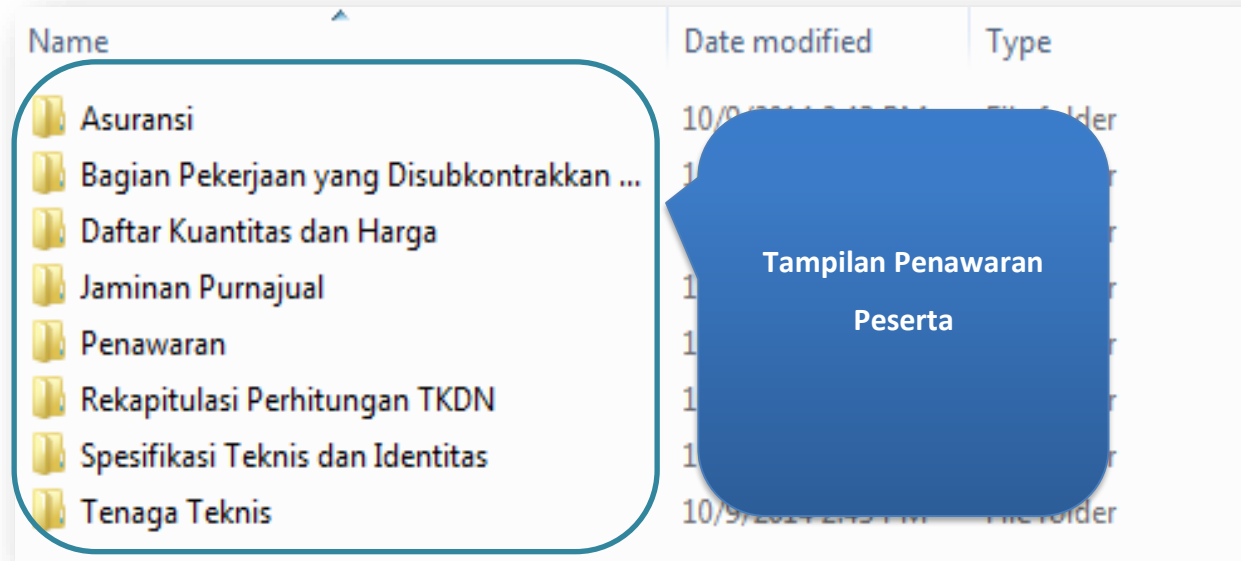 Name Date modified Type
Asuransi
Bagian Pekerjaan yang Disubkontrakkan ...
Daftar Kuantitas dan Harga
Jaminan Purnajual
Penawaran
Rekapitulasi Perhitungan TKDN
Spesifikasi Teknis dan Identitas
Tenaga Teknis
Tampilan Penawaran
Peserta